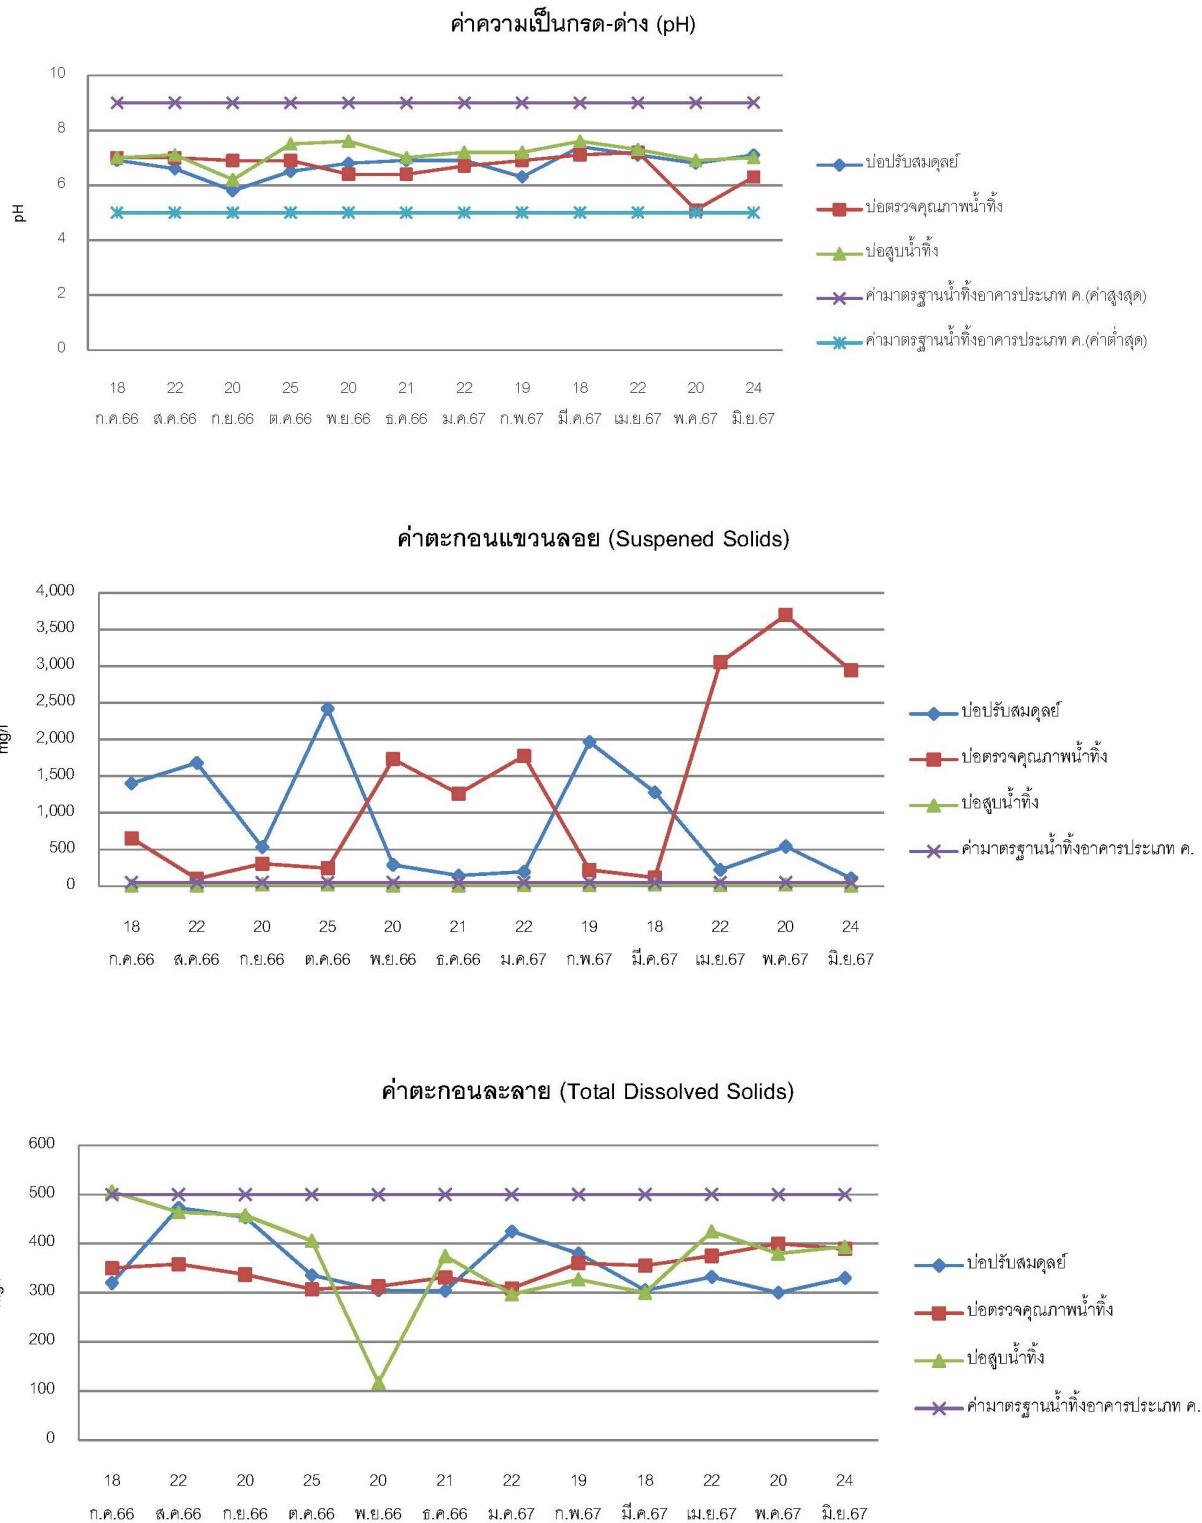 ค่าความเป็นกรด-ด่าง (pH)
10
8
6
4
2
0
pH
18 22 20 25 20 21 22 19 18 22 20 24
ก.ค.66 ส.ค.66 ก.ย.66 ต.ค.66 พ.ย.66 ธ.ค.66 ม.ค.67 ก.พ.67 มี.ค.67 เม.ย.67 พ.ค.67 มิ.ย.67
บ่อปรับสมดุลย์
บ่อตรวจคุณภาพน้ำทิ้ง
บ่อสูบน้ำทิ้ง
ค่ามาตรฐานน้ำทิ้งอาคารประเภท ค.(ค่าสูงสุด)
ค่ามาตรฐานน้ำทิ้งอาคารประเภท ค.(ค่าต่ำสุด)
ค่าตะกอนแขวนลอย (Suspened Solids)
4,000
3,500
3,000
2,500
2,000
1,500
1,000
500
0
mg/l
18 22 20 25 20 21 22 19 18 22 20 24
ก.ค.66 ส.ค.66 ก.ย.66 ต.ค.66 พ.ย.66 ธ.ค.66 ม.ค.67 ก.พ.67 มี.ค.67 เม.ย.67 พ.ค.67 มิ.ย.67
บ่อปรับสมดุลย์
บ่อตรวจคุณภาพน้ำทิ้ง
บ่อสูบน้ำทิ้ง
ค่ามาตรฐานน้ำทิ้งอาคารประเภท ค.
ค่าตะกอนละลาย (Total Dissolved Solids)
600
500
400
300
200
100
0
18 22 20 25 20 21 22 19 18 22 20 24
ก.ค.66 ส.ค.66 ก.ย.66 ต.ค.66 พ.ย.66 ธ.ค.66 ม.ค.67 ก.พ.67 มี.ค.67 เม.ย.67 พ.ค.67 มิ.ย.67
บ่อปรับสมดุลย์
บ่อตรวจคุณภาพน้ำทิ้ง
บ่อสูบน้ำทิ้ง
ค่ามาตรฐานน้ำทิ้งอาคารประเภท ค.